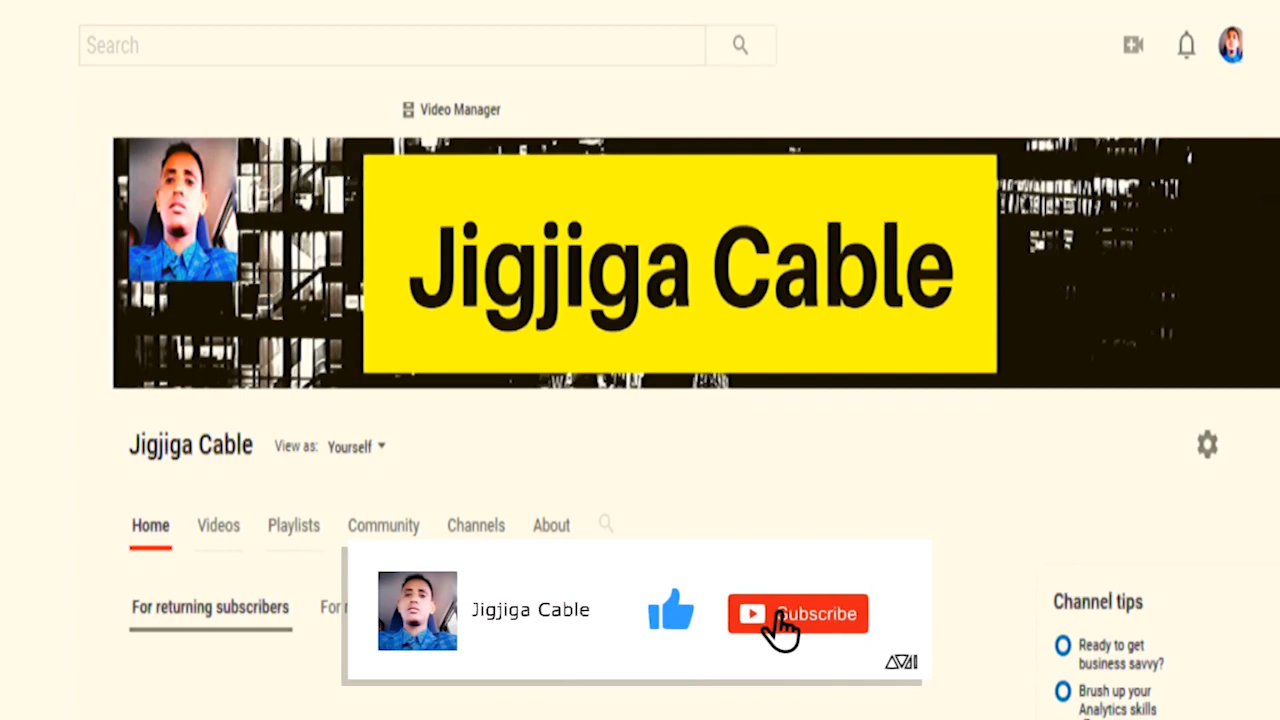 Search
Video Manager
Jigjiga Cable
Jigjiga Cable
View as: Yourself
Home Videos Playlists Community Channels About
For returning subscribers For
Jigjiga Cable
Subscribe
Channel tips
Ready to get
business savvy?
Brush up your
Analytics skills